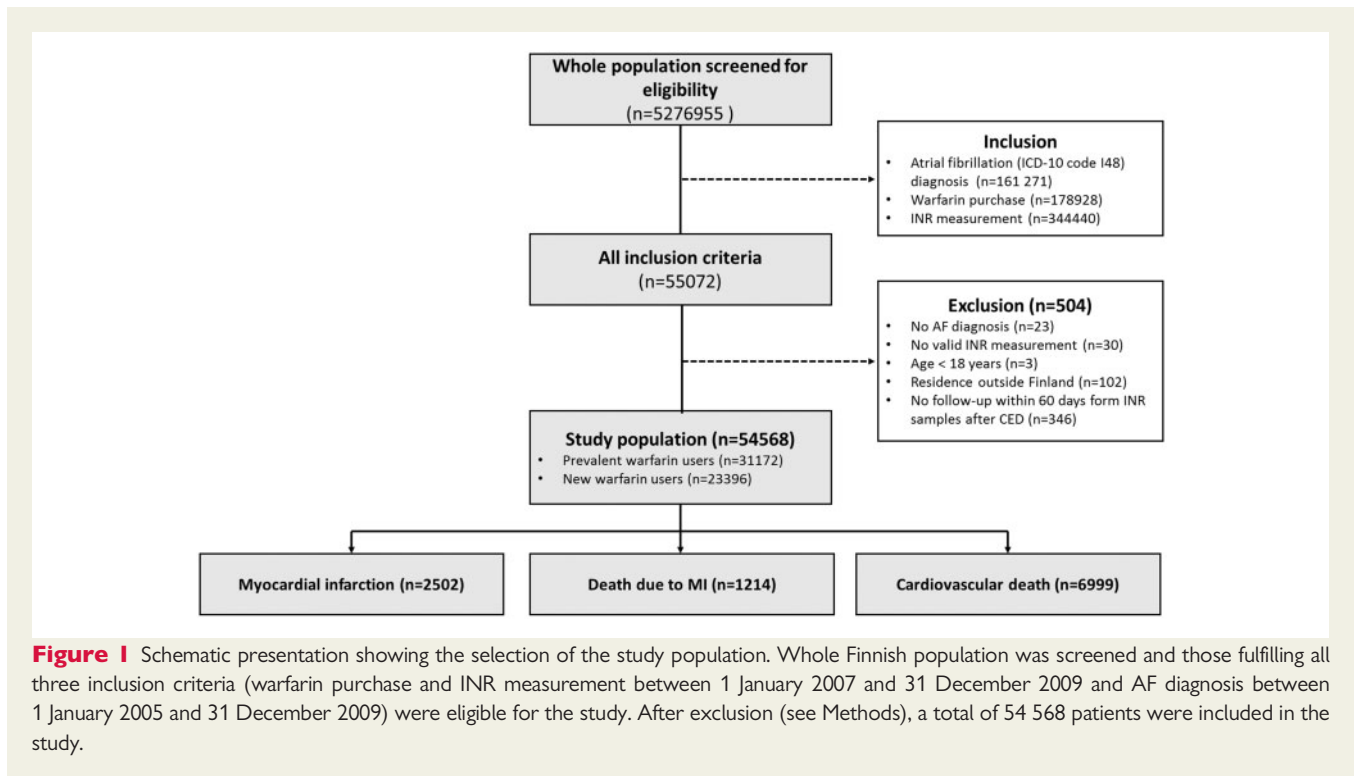 Whole population screened for
eligibility
(n=5276955 )
Inclusion
• Atrial fibrillation (ICD-10 code I48)
diagnosis (n=161 271)
• Warfarin purchase (n=178928)
• INR measurement (n=344440)
All inclusion criteria
(n=55072)
Exclusion (n=504)
• No AF diagnosis (n=23)
• No valid INR measurement (n=30)
• Age < 18 years (n=3)
• Residence outside Finland (n=102)
• No follow-up within 60 days form INR
samples after CED (n=346)
Study population (n=54568)
• Prevalent warfarin users (n=31172)
• New warfarin users (n=23396)
Myocardial infarction (n=2502)
Death due to MI (n=1214)
Cardiovascular death (n=6999)
Figure 1 Schematic presentation showing the selection of the study population. Whole Finnish population was screened and those fulfilling all
three inclusion criteria (warfarin purchase and INR measurement between 1 January 2007 and 31 December 2009 and AF diagnosis between
1 January 2005 and 31 December 2009) were eligible for the study. After exclusion (see Methods), a total of 54 568 patients were included in the
study.